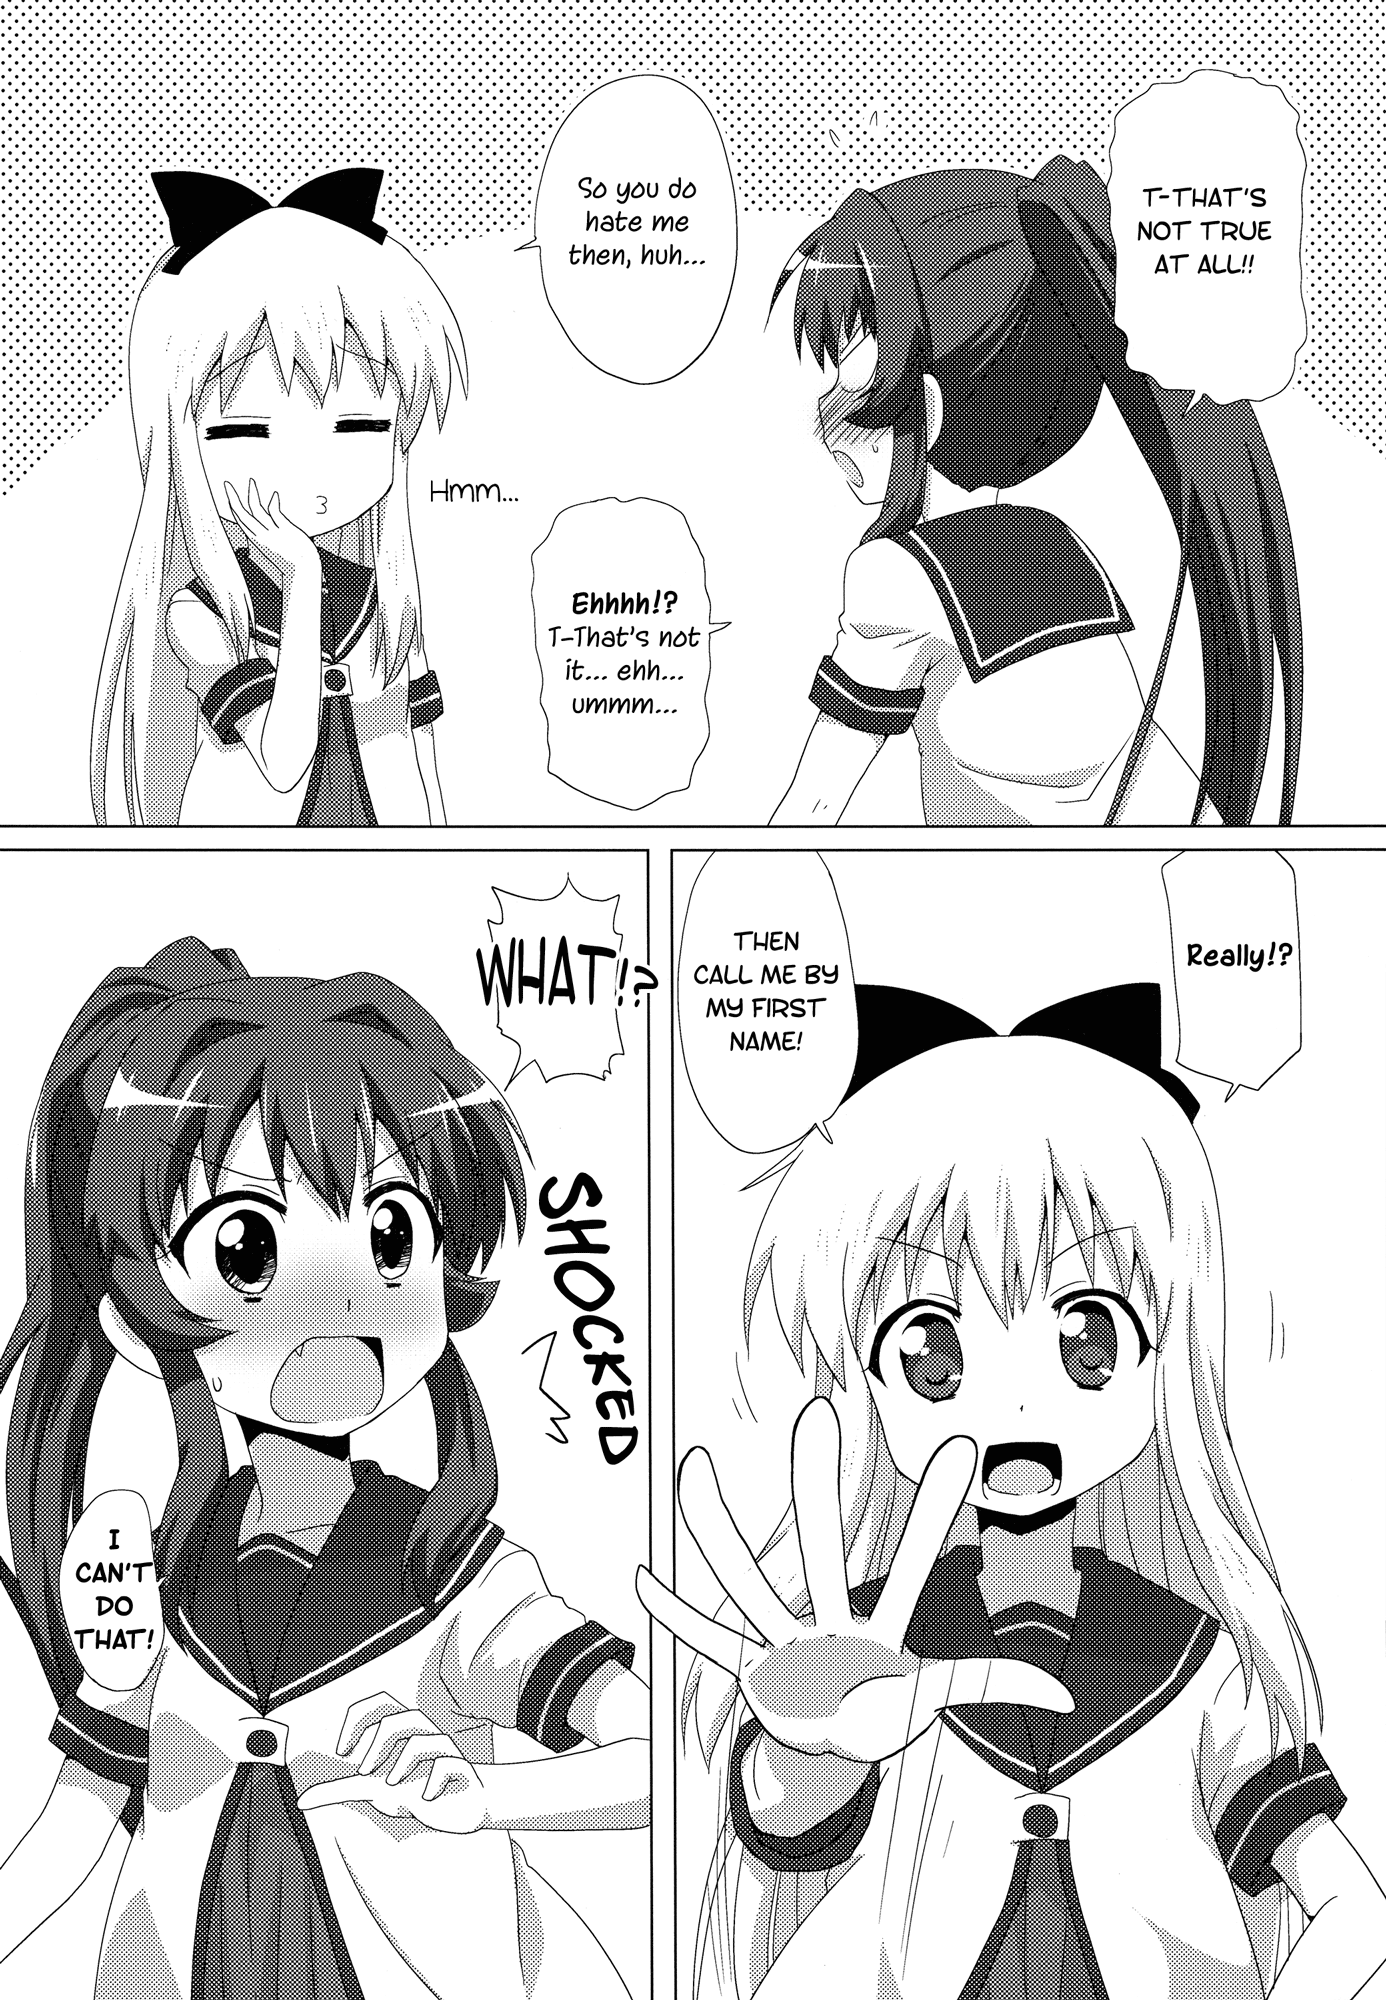 T-THAT'S
NOT TRUE
AT ALL!!
So you do
hate me
then, huh...
Hmm...
Ehhhh!?
T-That's not
it... ehh...
ummm...
Really!?
THEN
CALL ME BY
MY FIRST
NAME!
WHAT!?
SHOCKED
I
CAN'T
DO
THAT!